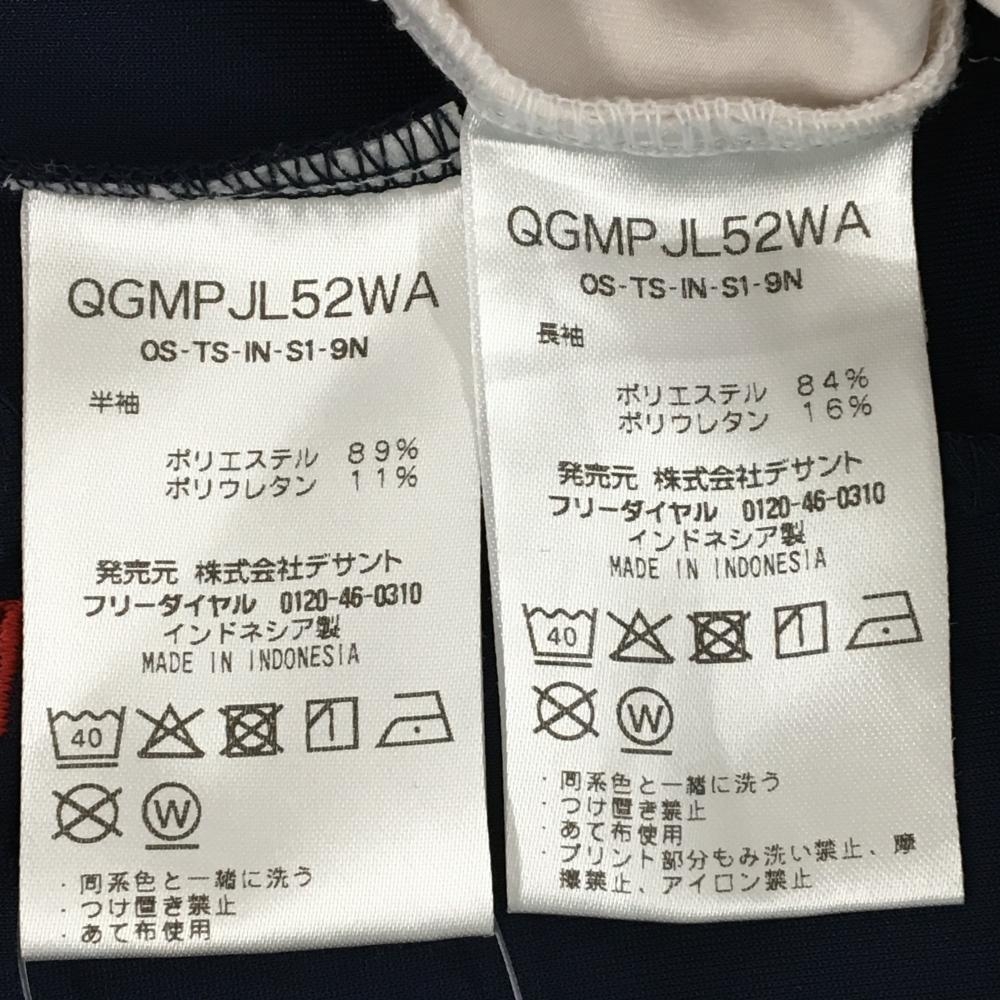 QGMPJL52WA
OS-TS-IN-S1-9N
半袖
ポリエステル 89%
ポリウレタン 11%
発売元 株式会社デサント
フリーダイヤル 0120-46-0310
インドネシア製
MADE IN INDONESIA
40
W
・同系色と一緒に洗う
・つけ置き禁止
・あて布使用
QGMPJL52WA
OS-TS-IN-S1-9N
長袖
ポリエステル 84%
ポリウレタン 16%
発売元 株式会社デサント
フリーダイヤル 0120-46-0310
インドネシア製
MADE IN INDONESIA
40
W
・同系色と一緒に洗う
・つけ置き禁止
・あて布使用
・プリント部分もみ洗い禁止、摩
擦禁止、アイロン禁止